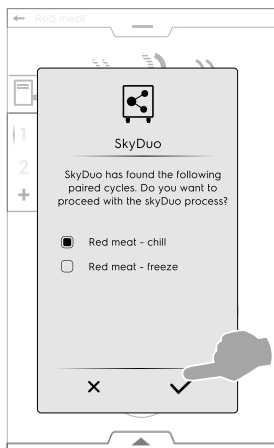 Red meat
1
2
SkyDuo
SkyDuo has found the following
paired cycles. Do you want to
proceed with the skyDuo process?
Red meat - chill
Red meat - freeze